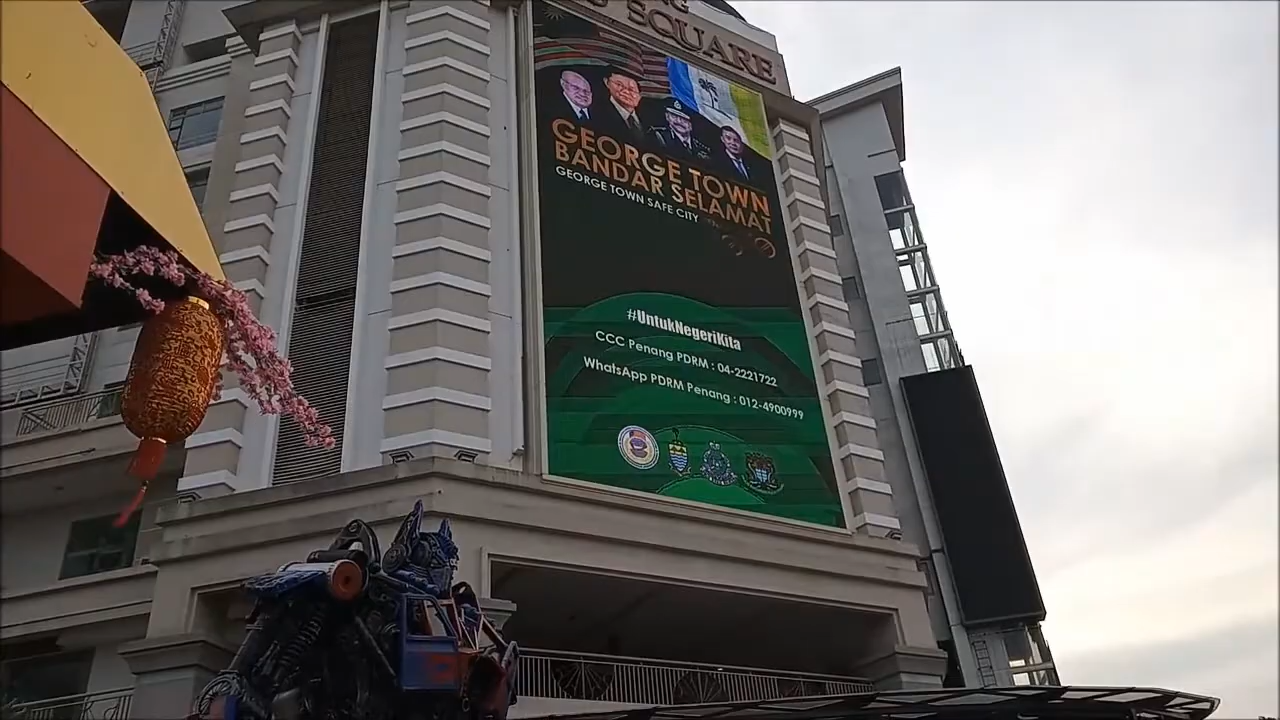 SQUARE
GEORGE TOWN
BANDAR SELAMAT
GEORGE TOWN SAFE CITY
#UntukNegeriKita
CCC Penang PDRM : 04-2221722
WhatsApp PDRM Penang : 012-4900999